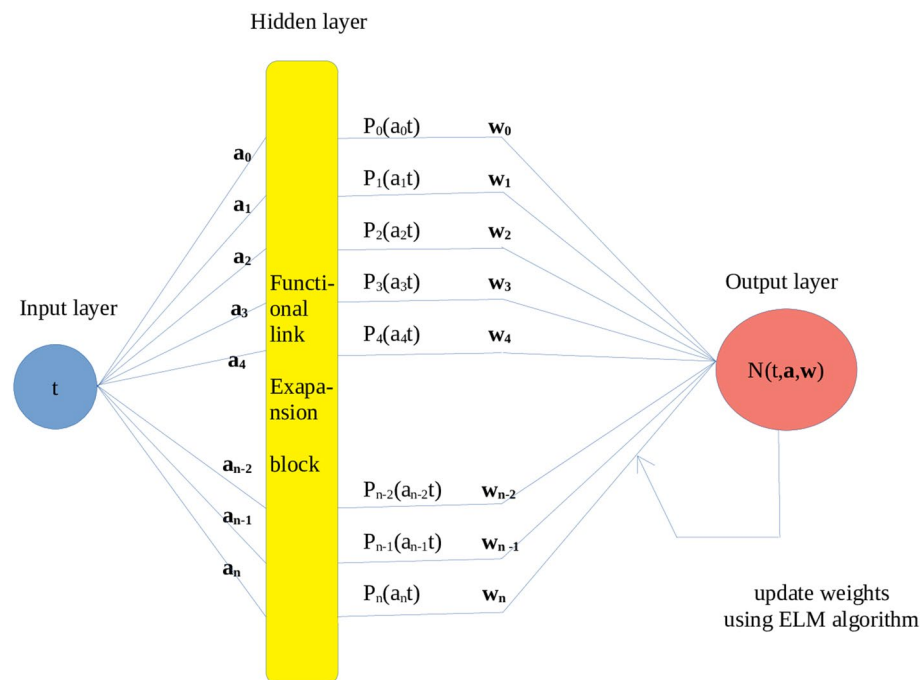 Hidden layer
P₀(a₀t) w₀
a₀
P₁(a₁t) w₁
a₁
P₂(a₂t) w₂
a₂
P₃(a₃t) w₃
a₃
P₄(a₄t) w₄
a₄
Functi-
onal
link
Exapa-
nsion
block
Input layer
t
Output layer
N(t,a,w)
aₙ₋₂
Pₙ₋₂(aₙ₋₂t) wₙ₋₂
aₙ₋₁
Pₙ₋₁(aₙ₋₁t) wₙ₋₁
aₙ
Pₙ(aₙt) wₙ
update weights
using ELM algorithm